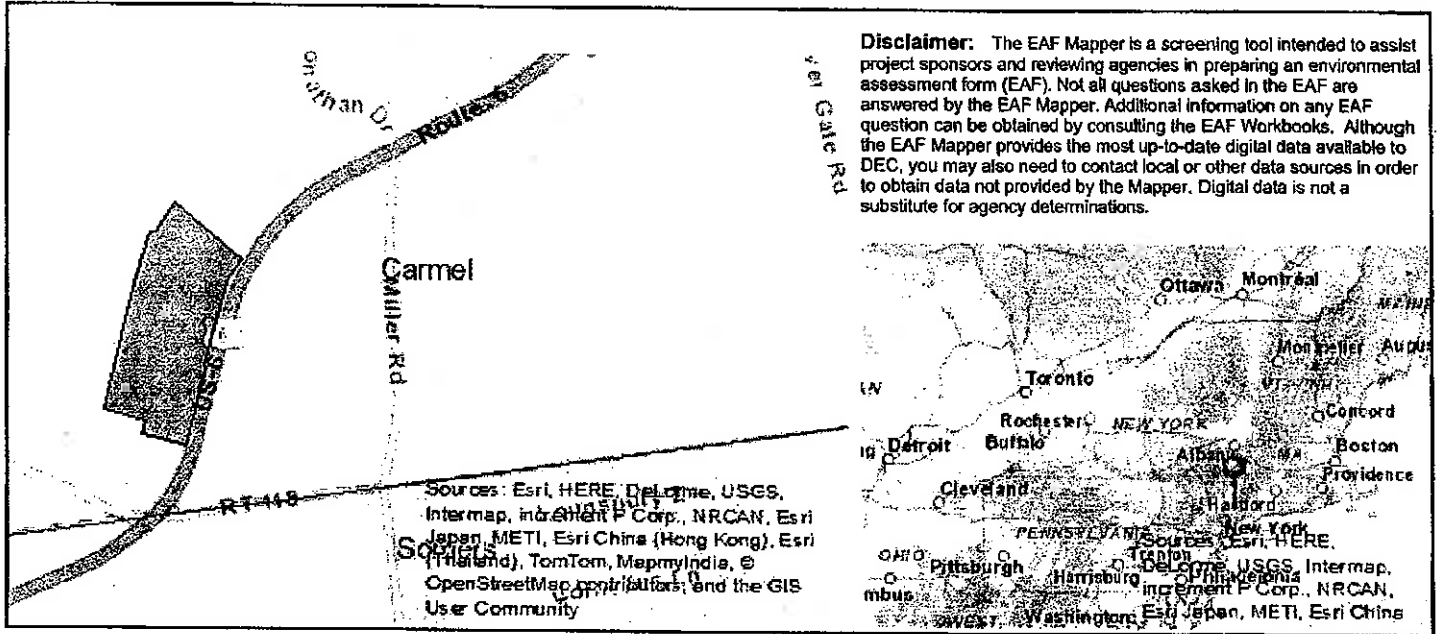 Disclaimer: The EAF Mapper is a screening tool intended to assist
project sponsors and reviewing agencies in preparing an environmental
assessment form (EAF). Not all questions asked in the EAF are
answered by the EAF Mapper. Additional information on any EAF
question can be obtained by consulting the EAF Workbooks. Although
the EAF Mapper provides the most up-to-date digital data available to
DEC, you may also need to contact local or other data sources in order
to obtain data not provided by the Mapper. Digital data is not a
substitute for agency determinations.
onathan Dr
Route 6
Gate Rd
Carmel
Miller Rd
US-6
Somers
Sources: Esri, HERE, DeLorme, USGS,
Intermap, increment P Corp., NRCAN, Esri
Japan, METI, Esri China (Hong Kong), Esri
(Thailand), TomTom, MapmyIndia, ©
OpenStreetMap contributors, and the GIS
User Community
Ottawa
Montréal
Montpelier
Augus
Toronto
Rochester
NEW YORK
Concord
Detroit
Buffalo
Albany
MA
Boston
Providence
Cleveland
Hartford
New York
PENNSYLVANIA
OHIO
Pittsburgh
Harrisburg
Trenton
Philadelphia
mbus
Washington
Sources: Esri, HERE,
DeLorme, USGS, Intermap,
increment P Corp., NRCAN,
Esri Japan, METI, Esri China